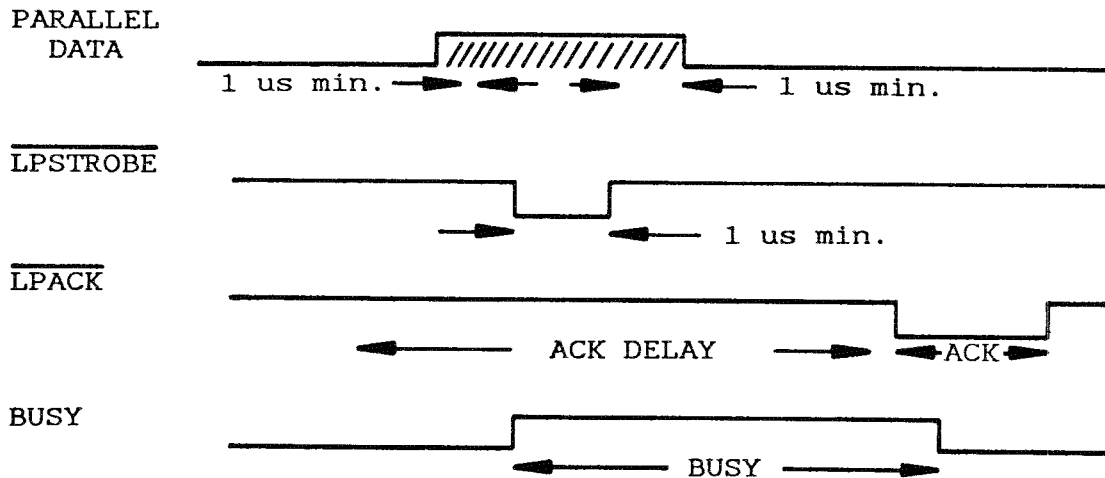 PARALLEL
DATA
1 us min.
1 us min.
LPSTROBE
1 us min.
LPACK
ACK DELAY
ACK
BUSY
BUSY